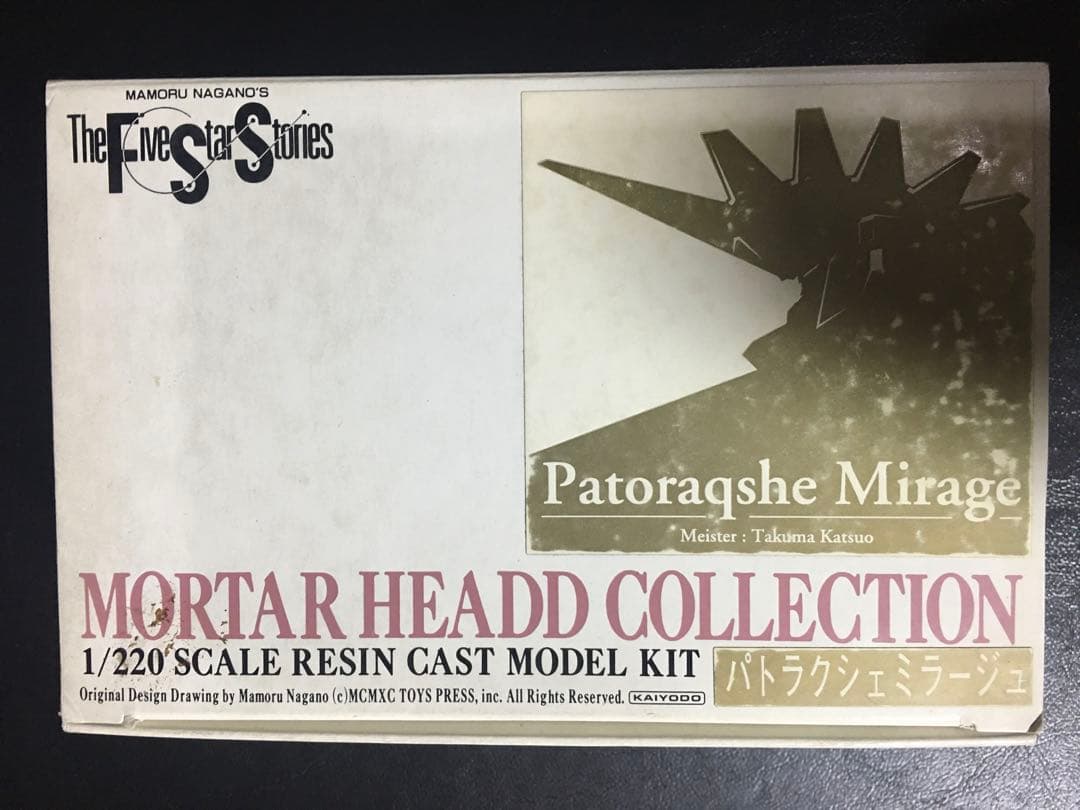 MAMORU NAGANO'S
The Five Star Stories
Patoraqshe Mirage
Meister : Takuma Katsuo
MORTAR HEADD COLLECTION
1/220 SCALE RESIN CAST MODEL KIT
パトラクシェミラージュ
Original Design Drawing by Mamoru Nagano (c)MCMXC TOYS PRESS, inc. All Rights Reserved. KAIYODO